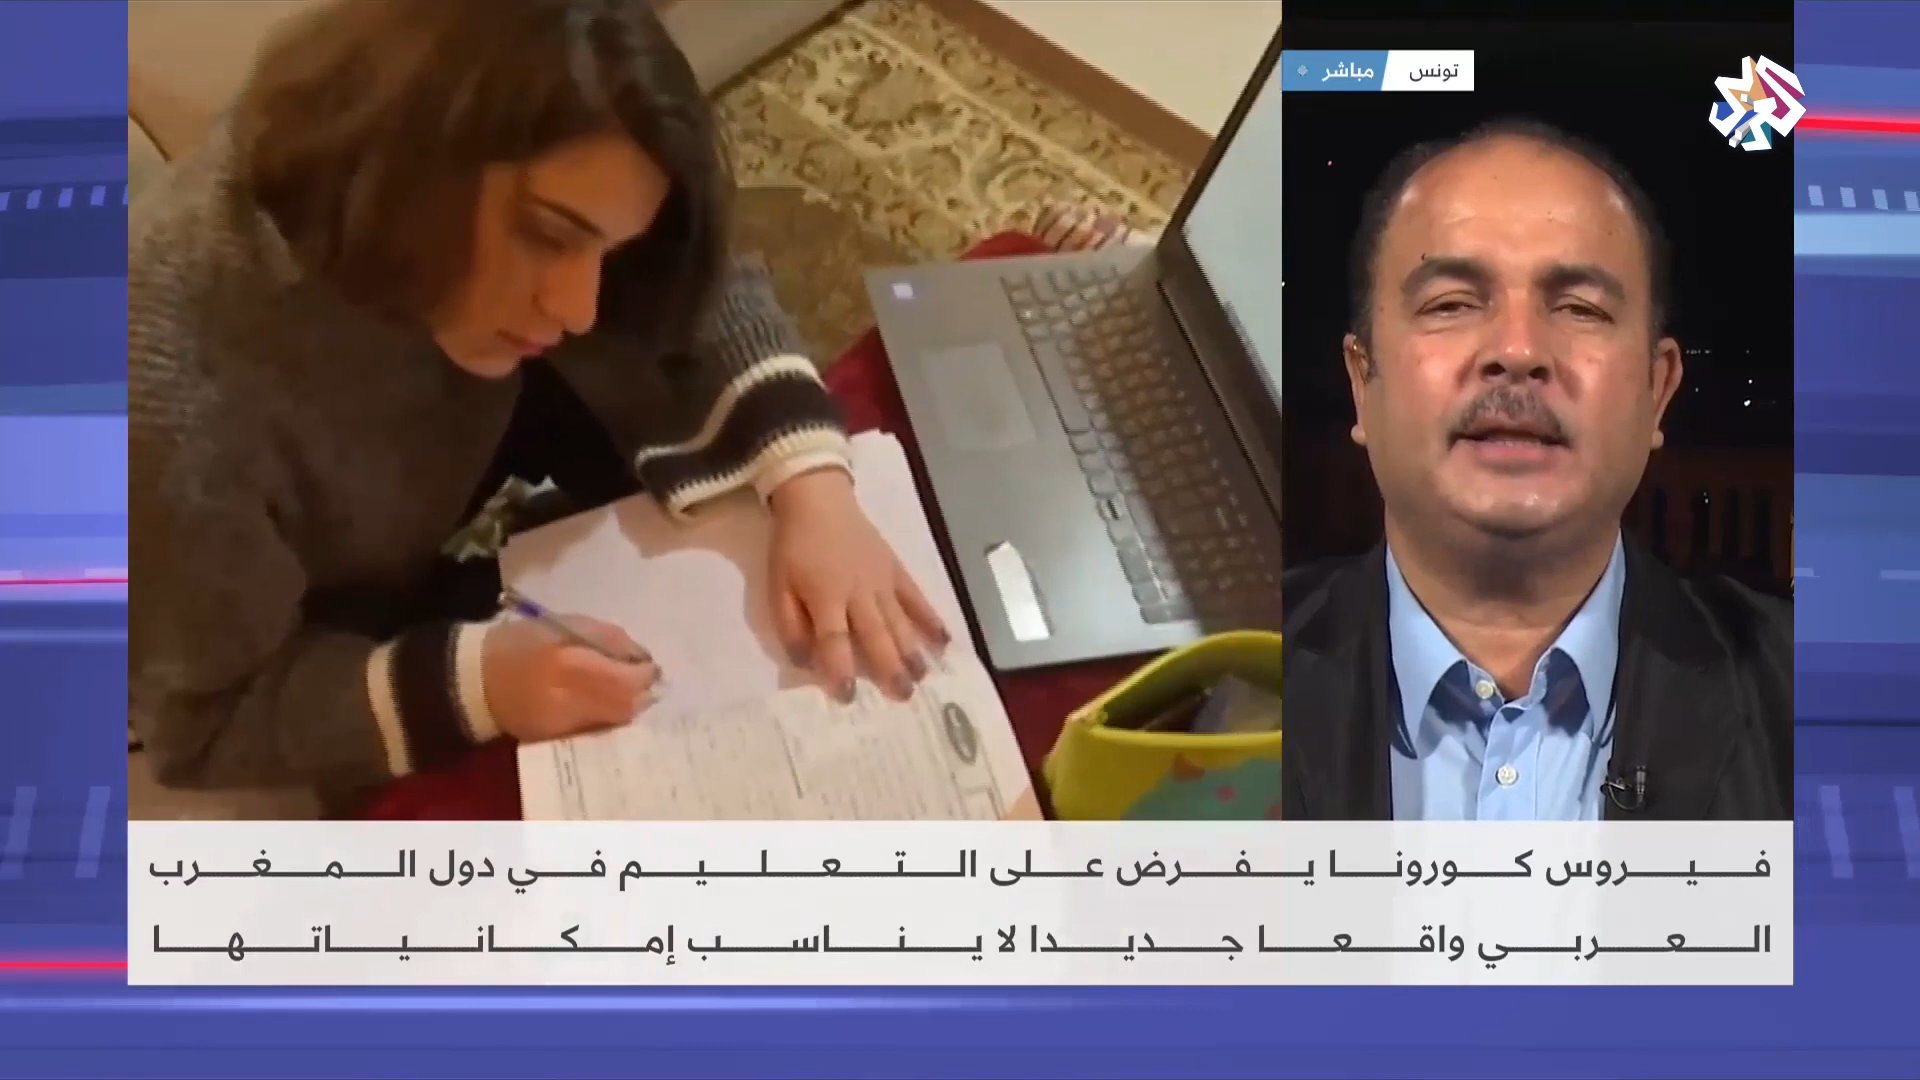 تونس مباشر
فيروس كورونا يفرض على التعليم في دول المغرب
العربي واقعا جديدا لا يناسب إمكانياتها